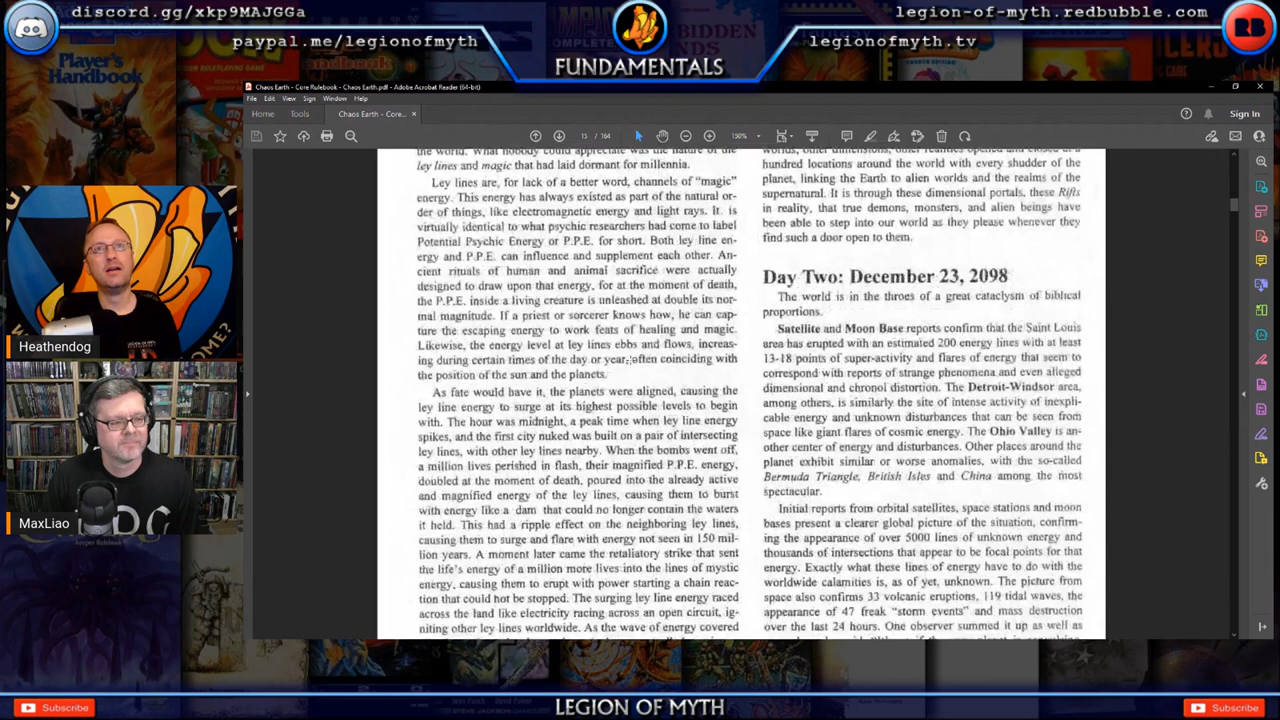 discord.gg/xkp9MAJGGa
legion-of-myth.redbubble.com
paypal.me/legionofmyth
legionofmyth.tv
FUNDAMENTALS
Player's
Handbook
Chaos Earth - Core Rulebook - Chaos Earth.pdf - Adobe Acrobat Reader (64-bit)
File Edit View Sign Window Help
Home Tools Chaos Earth - Core... ×
Sign In
15 / 164
150%
the world. What nobody could appreciate was the nature of the
ley lines and magic that had laid dormant for millennia.
Ley lines are, for lack of a better word, channels of “magic”
energy. This energy has always existed as part of the natural or-
der of things, like electromagnetic energy and light rays. It is
virtually identical to what psychic researchers had come to label
Potential Psychic Energy or P.P.E. for short. Both ley line en-
ergy and P.P.E. can influence and supplement each other. An-
cient rituals of human and animal sacrifice were actually
designed to draw upon that energy, for at the moment of death,
the P.P.E. inside a living creature is unleashed at double its nor-
mal magnitude. If a priest or sorcerer knows how, he can cap-
ture the escaping energy to work feats of healing and magic.
Likewise, the energy level at ley lines ebbs and flows, increas-
ing during certain times of the day or year, often coinciding with
the position of the sun and the planets.
As fate would have it, the planets were aligned, causing the
ley line energy to surge at its highest possible levels to begin
with. The hour was midnight, a peak time when ley line energy
spikes, and the first city nuked was built on a pair of intersecting
ley lines, with other ley lines nearby. When the bombs went off,
a million lives perished in flash, their magnified P.P.E. energy,
doubled at the moment of death, poured into the already active
and magnified energy of the ley lines, causing them to burst
with energy like a dam that could no longer contain the waters
it held. This had a ripple effect on the neighboring ley lines,
causing them to surge and flare with energy not seen in 150 mil-
lion years. A moment later came the retaliatory strike that sent
the life's energy of a million more lives into the lines of mystic
energy, causing them to erupt with power starting a chain reac-
tion that could not be stopped. The surging ley line energy raced
across the land like electricity racing across an open circuit, ig-
niting other ley lines worldwide. As the wave of energy covered
worlds, other dimensions, other realities opened and closed at a
hundred locations around the world with every shudder of the
planet, linking the Earth to alien worlds and the realms of the
supernatural. It is through these dimensional portals, these Rifts
in reality, that true demons, monsters, and alien beings have
been able to step into our world as they please whenever they
find such a door open to them.
Day Two: December 23, 2098
The world is in the throes of a great cataclysm of biblical
proportions.
Satellite and Moon Base reports confirm that the Saint Louis
area has erupted with an estimated 200 energy lines with at least
13-18 points of super-activity and flares of energy that seem to
correspond with reports of strange phenomena and even alleged
dimensional and chronol distortion. The Detroit-Windsor area,
among others, is similarly the site of intense activity of inexpli-
cable energy and unknown disturbances that can be seen from
space like giant flares of cosmic energy. The Ohio Valley is an-
other center of energy and disturbances. Other places around the
planet exhibit similar or worse anomalies, with the so-called
Bermuda Triangle, British Isles and China among the most
spectacular.
Initial reports from orbital satellites, space stations and moon
bases present a clearer global picture of the situation, confirm-
ing the appearance of over 5000 lines of unknown energy and
thousands of intersections that appear to be focal points for that
energy. Exactly what these lines of energy have to do with the
worldwide calamities is, as of yet, unknown. The picture from
space also confirms 33 volcanic eruptions, 119 tidal waves, the
appearance of 47 freak “storm events” and mass destruction
over the last 24 hours. One observer summed it up as well as
Heathendog
MaxLiao
Subscribe
LEGION OF MYTH
Subscribe